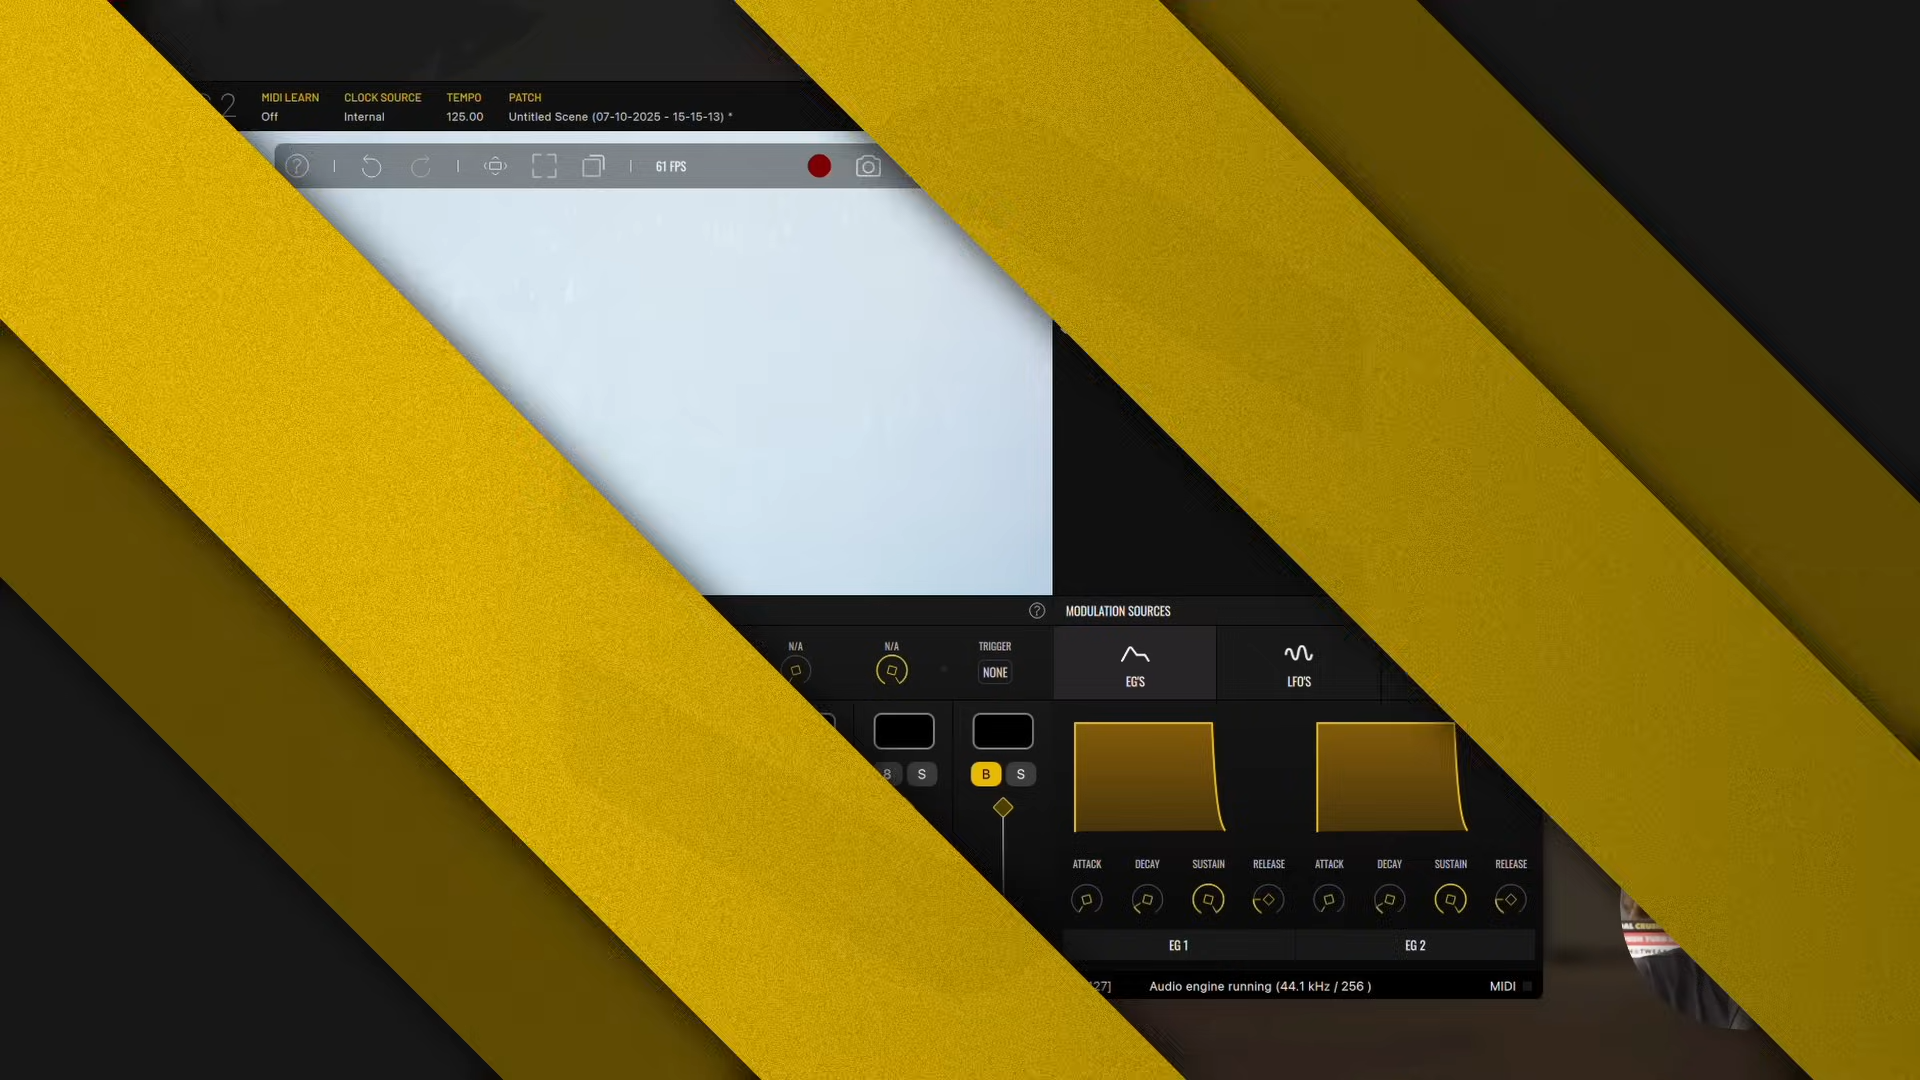 2 MIDI LEARN CLOCK SOURCE TEMPO PATCH
Off Internal 125.00 Untitled Scene (07-10-2025 - 15-15-13) *
61 FPS
MODULATION SOURCES
N/A N/A TRIGGER
NONE EG'S LFO'S
B S B S
ATTACK DECAY SUSTAIN RELEASE ATTACK DECAY SUSTAIN RELEASE
EG 1 EG 2
27] Audio engine running (44.1 kHz / 256 ) MIDI